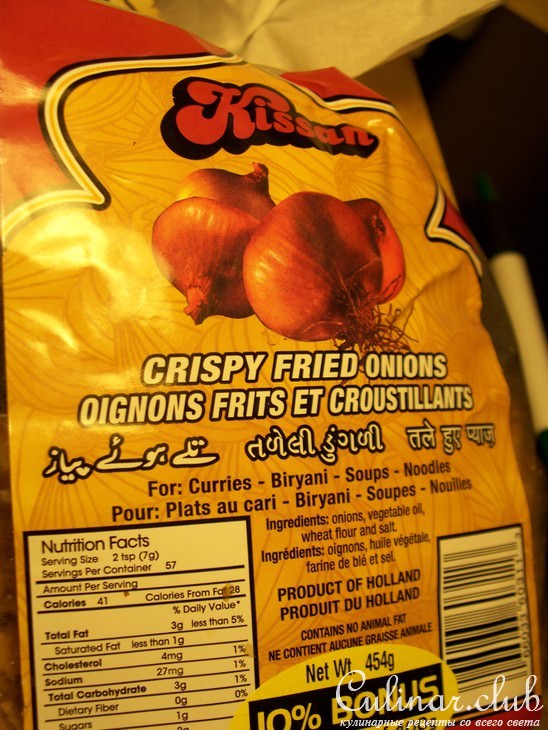 Kissan
CRISPY FRIED ONIONS
OIGNONS FRITS ET CROUSTILLANTS
تلے ہوئے پیاز તળેલી ડુંગળી तले हुए प्याज़
For: Curries - Biryani - Soups - Noodles
Pour: Plats au cari - Biryani - Soupes - Nouilles
Ingredients: onions, vegetable oil,
wheat flour and salt.
Ingrédients: oignons, huile végétale,
farine de blé et sel.
PRODUCT OF HOLLAND
PRODUIT DU HOLLAND
CONTAINS NO ANIMAL FAT
NE CONTIENT AUCUNE GRAISSE ANIMALE
Net Wt. 454g
10% BONUS
Nutrition Facts
Serving Size 2 tsp (7g)
Servings Per Container 57
Amount Per Serving
Calories 41 Calories From Fat 28
% Daily Value*
Total Fat 3g less than 5%
Saturated Fat less than 1g 1%
Cholesterol 4mg 1%
Sodium 27mg 1%
Total Carbohydrate 3g 1%
Dietary Fiber 0g 0%
Sugars 1g
Culinar.club
кулинарные рецепты со всего света